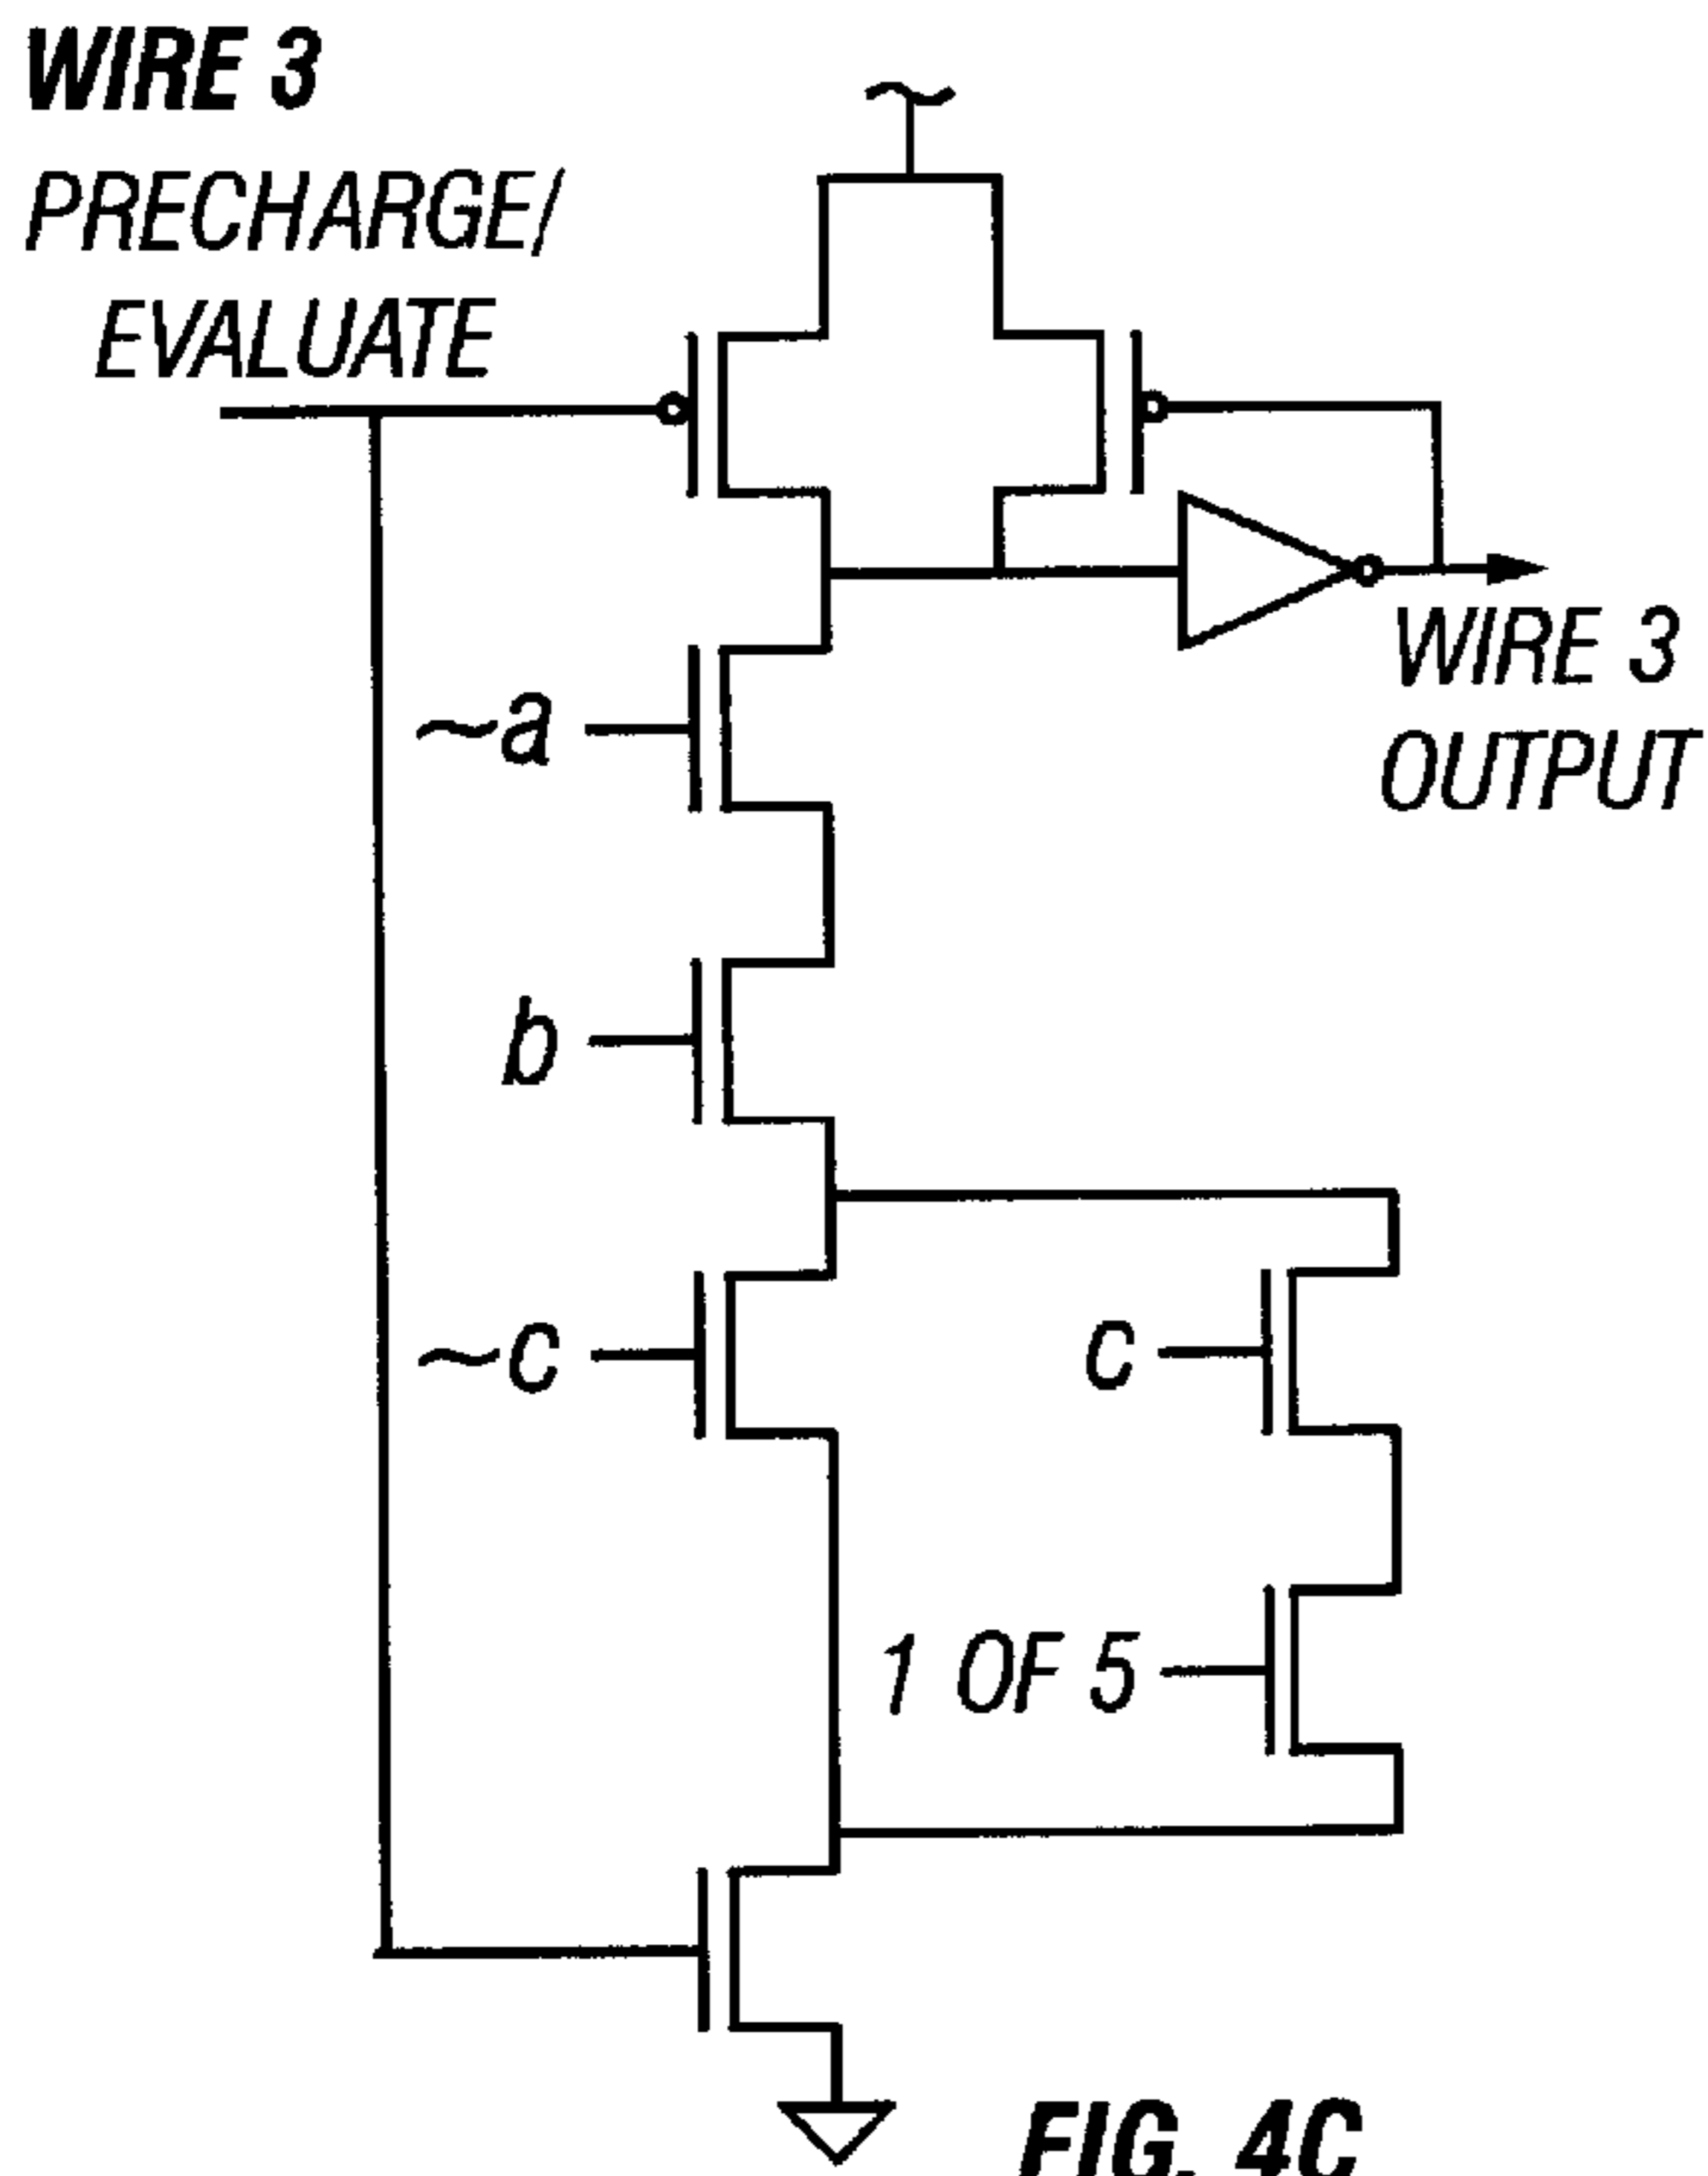 WIRE 3
PRECHARGE/
EVALUATE
WIRE 3
OUTPUT
~a
b
~c
c
1 OF 5
FIG. 4C